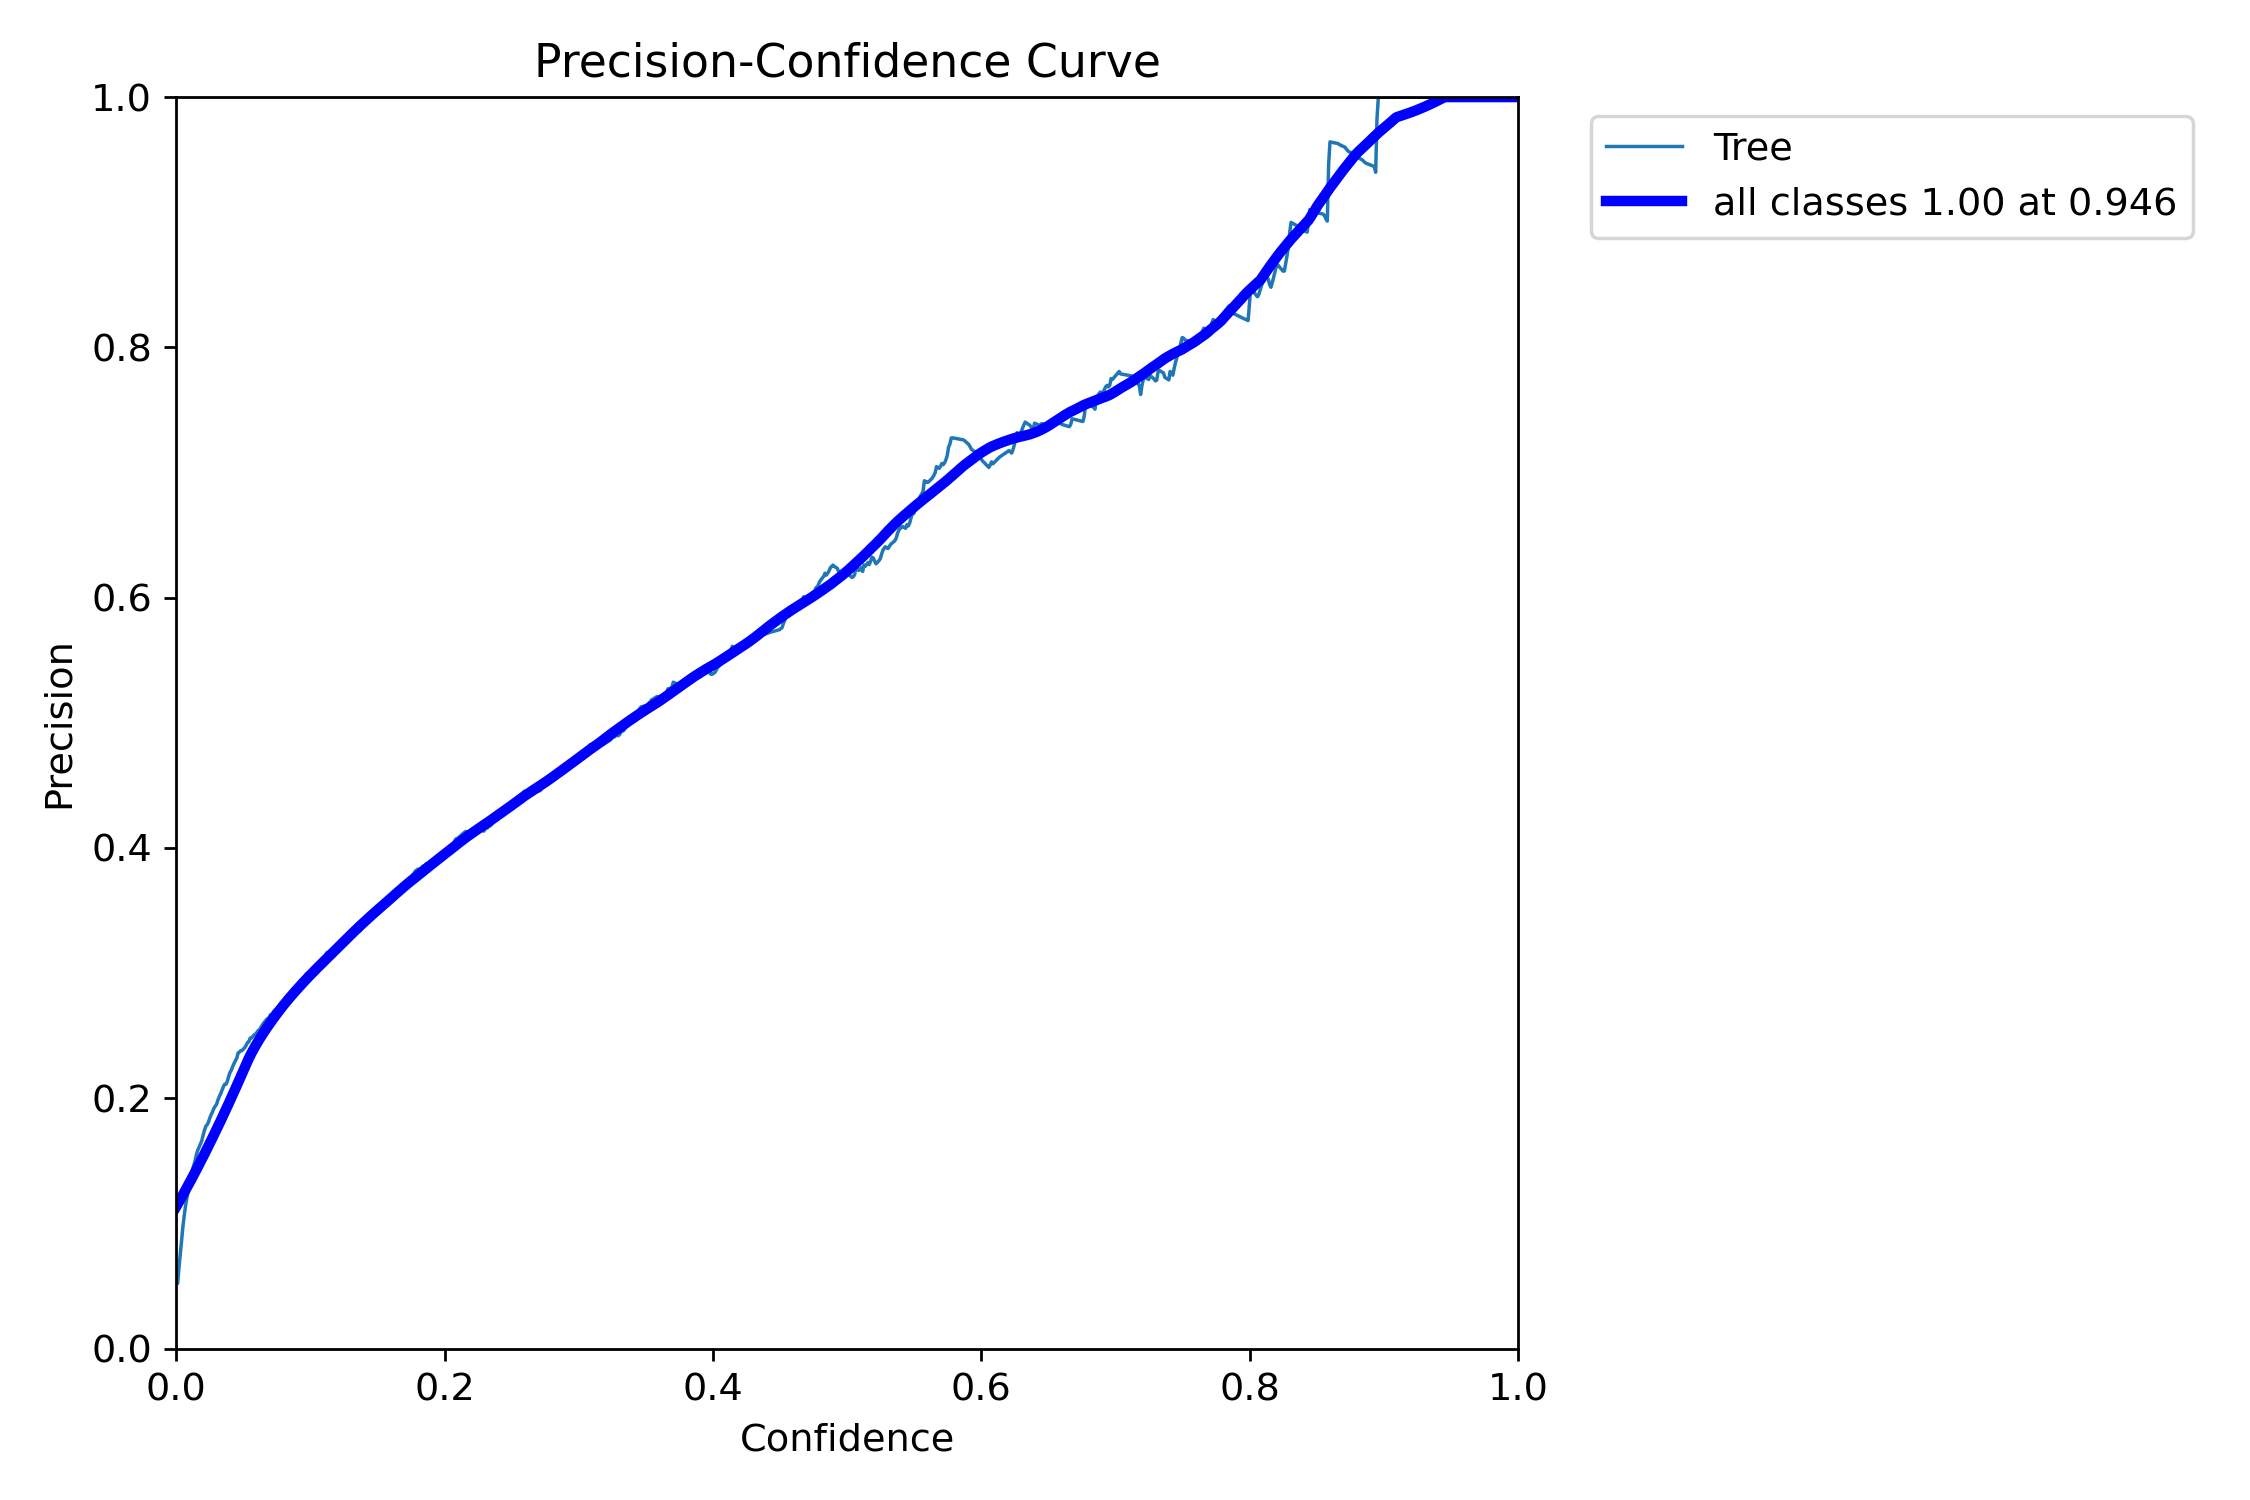 Precision-Confidence Curve
1.0
0.8
0.6
0.4
0.2
0.0
Precision
0.0 0.2 0.4 0.6 0.8 1.0
Confidence
Tree
all classes 1.00 at 0.946